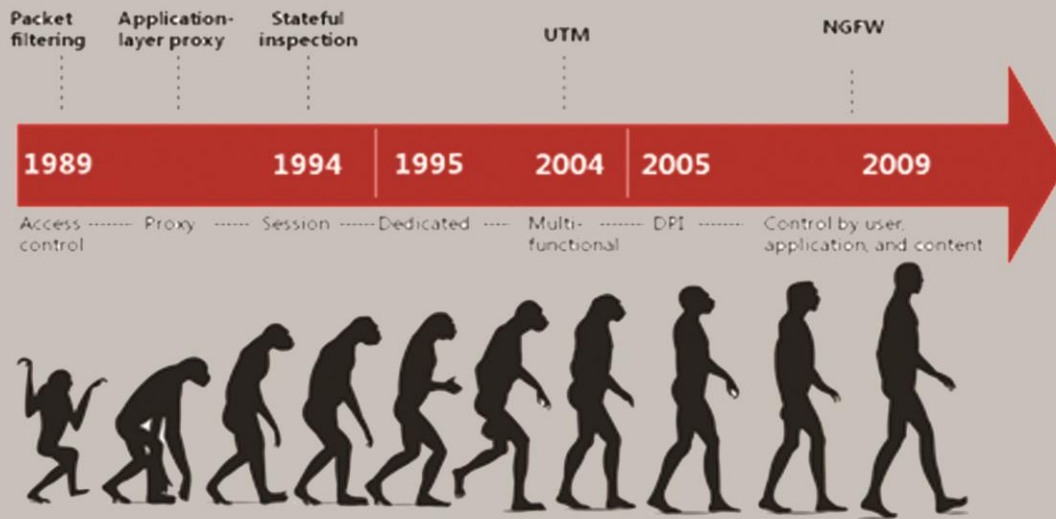 Packet
filtering
Application-
layer proxy
Stateful
inspection
UTM
NGFW
1989
1994
1995
2004
2005
2009
Access
control
Proxy
Session
Dedicated
Multi-
functional
DPI
Control by user,
application, and content